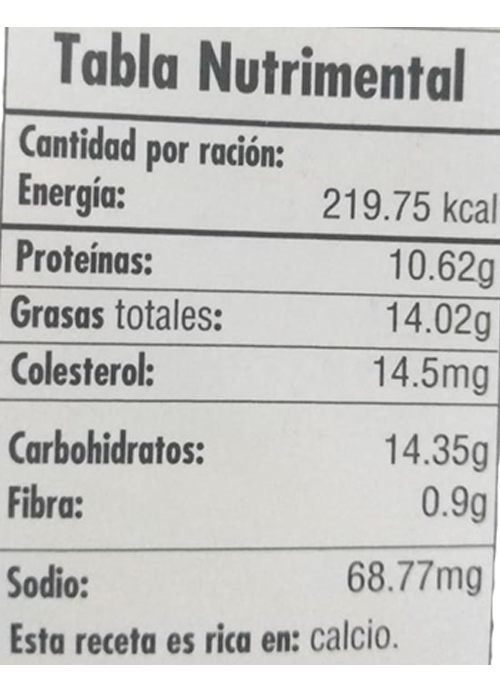 Tabla Nutrimental
Cantidad por ración:
Energía: 219.75 kcal
Proteínas: 10.62g
Grasas totales: 14.02g
Colesterol: 14.5mg
Carbohidratos: 14.35g
Fibra: 0.9g
Sodio: 68.77mg
Esta receta es rica en: calcio.